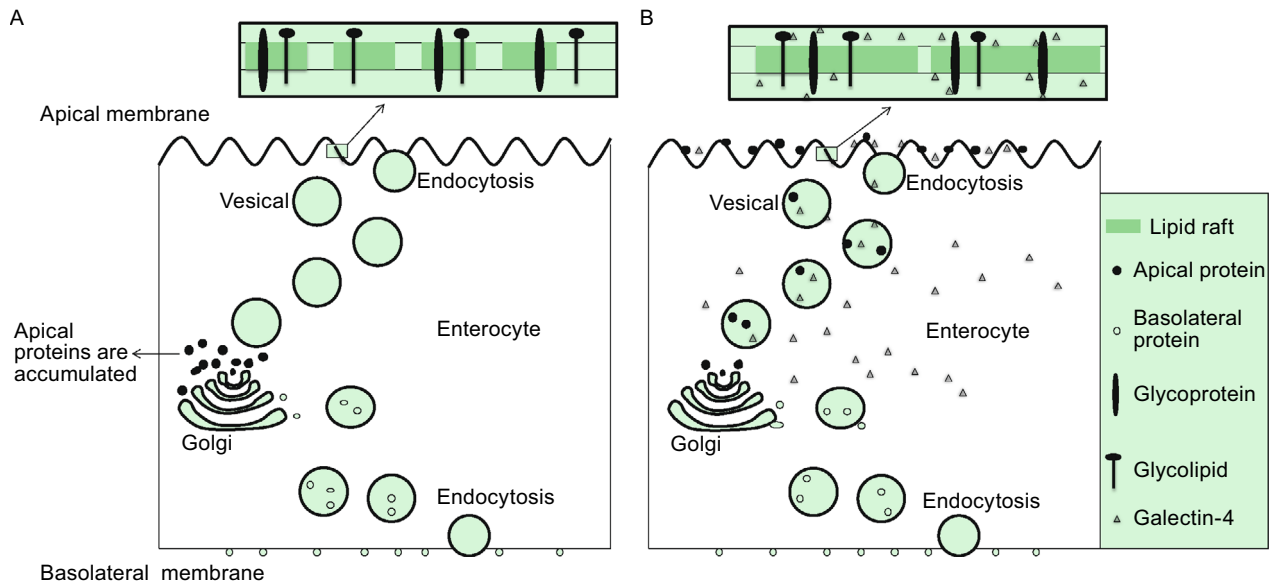 A
Apical membrane
Endocytosis
Vesical
Apical
proteins are
accumulated
Enterocyte
Golgi
Endocytosis
Basolateral membrane
B
Endocytosis
Vesical
Enterocyte
Golgi
Endocytosis
Lipid raft
Apical protein
Basolateral
protein
Glycoprotein
Glycolipid
Galectin-4